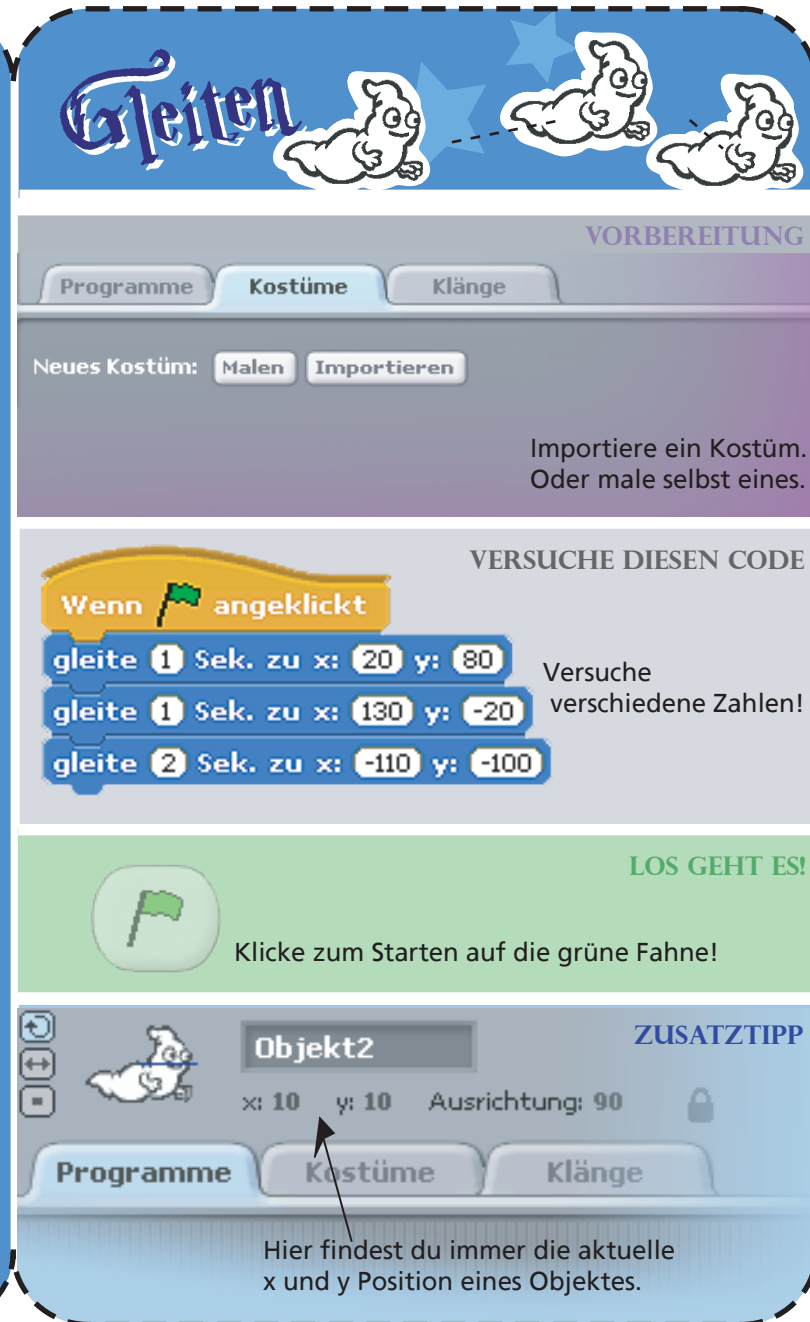 Gleiten
VORBEREITUNG
Programme Kostüme Klänge
Neues Kostüm: Malen Importieren
Importiere ein Kostüm.
Oder male selbst eines.
VERSUCHE DIESEN CODE
Wenn angeklickt
gleite 1 Sek. zu x: 20 y: 80
gleite 1 Sek. zu x: 130 y: -20
gleite 2 Sek. zu x: -110 y: -100
Versuche
verschiedene Zahlen!
LOS GEHT ES!
Klicke zum Starten auf die grüne Fahne!
ZUSATZTIPP
Objekt2
x: 10 y: 10 Ausrichtung: 90
Programme Kostüme Klänge
Hier findest du immer die aktuelle
x und y Position eines Objektes.